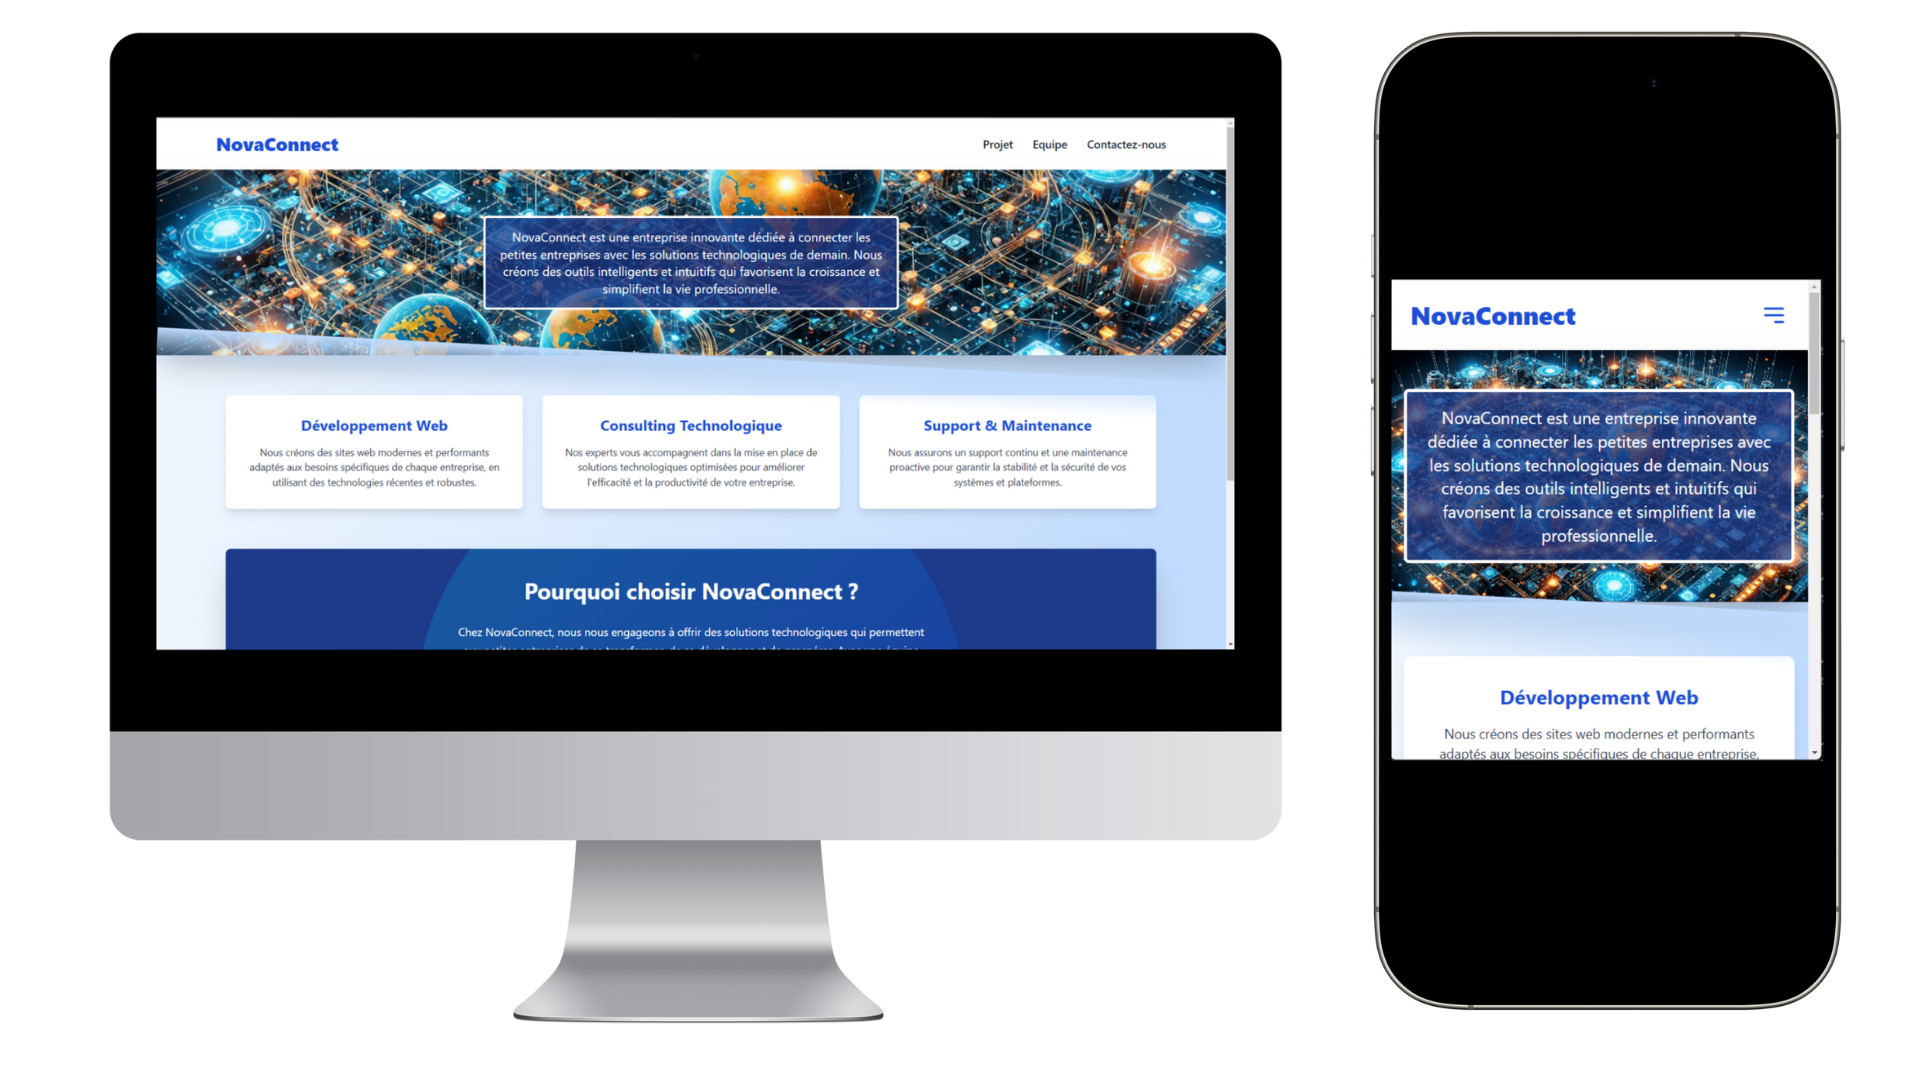 NovaConnect
Projet Equipe Contactez-nous
NovaConnect est une entreprise innovante dédiée à connecter les
petites entreprises avec les solutions technologiques de demain. Nous
créons des outils intelligents et intuitifs qui favorisent la croissance et
simplifient la vie professionnelle.
Développement Web
Nous créons des sites web modernes et performants
adaptés aux besoins spécifiques de chaque entreprise, en
utilisant des technologies récentes et robustes.
Consulting Technologique
Nos experts vous accompagnent dans la mise en place de
solutions technologiques optimisées pour améliorer
l'efficacité et la productivité de votre entreprise.
Support & Maintenance
Nous assurons un support continu et une maintenance
proactive pour garantir la stabilité et la sécurité de vos
systèmes et plateformes.
Pourquoi choisir NovaConnect ?
Chez NovaConnect, nous nous engageons à offrir des solutions technologiques qui permettent
NovaConnect
NovaConnect est une entreprise innovante
dédiée à connecter les petites entreprises avec
les solutions technologiques de demain. Nous
créons des outils intelligents et intuitifs qui
favorisent la croissance et simplifient la vie
professionnelle.
Développement Web
Nous créons des sites web modernes et performants
adaptés aux besoins spécifiques de chaque entreprise,